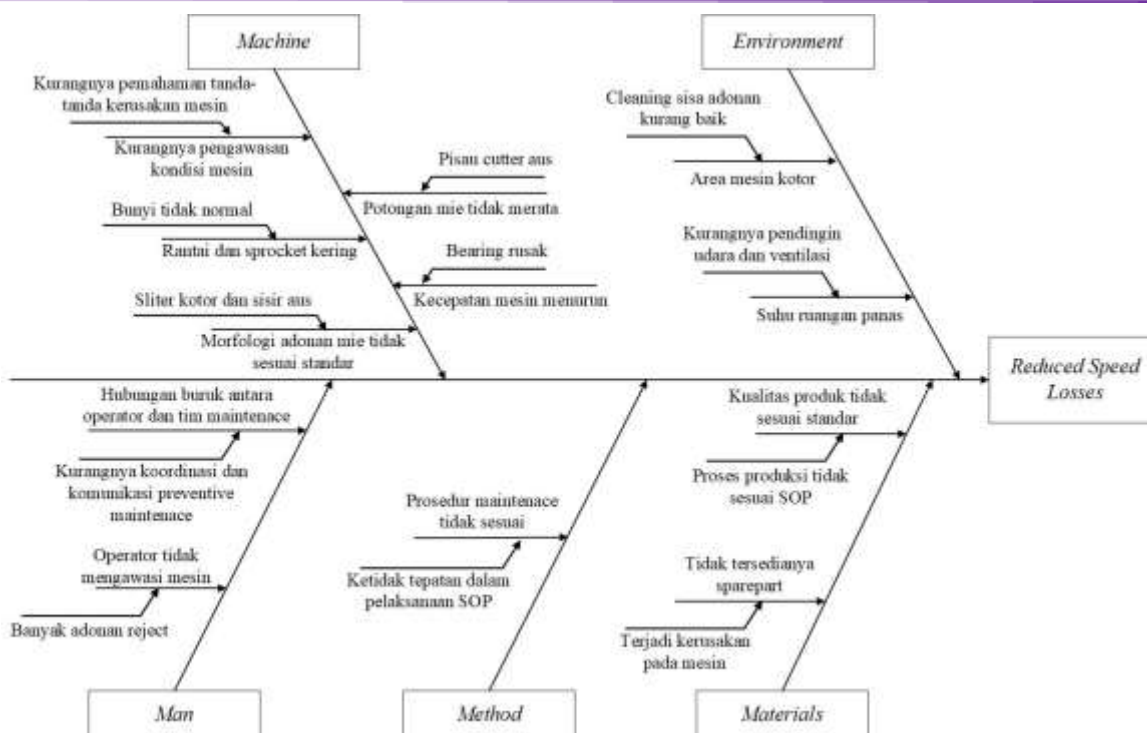 Machine
Environment
Kurangnya pemahaman tanda-
tanda kerusakan mesin
Kurangnya pengawasan
kondisi mesin
Pisau cutter aus
Potongan mie tidak merata
Bunyi tidak normal
Rantai dan sprocket kering
Bearing rusak
Kecepatan mesin menurun
Sliter kotor dan sisir aus
Morfologi adonan mie tidak
sesuai standar
Cleaning sisa adonan
kurang baik
Area mesin kotor
Kurangnya pendingin
udara dan ventilasi
Suhu ruangan panas
Reduced Speed
Losses
Hubungan buruk antara
operator dan tim maintenace
Kurangnya koordinasi dan
komunikasi preventive
maintenace
Operator tidak
mengawasi mesin
Banyak adonan reject
Prosedur maintenace
tidak sesuai
Ketidak tepatan dalam
pelaksanaan SOP
Kualitas produk tidak
sesuai standar
Proses produksi tidak
sesuai SOP
Tidak tersedianya
sparepart
Terjadi kerusakan
pada mesin
Man
Method
Materials